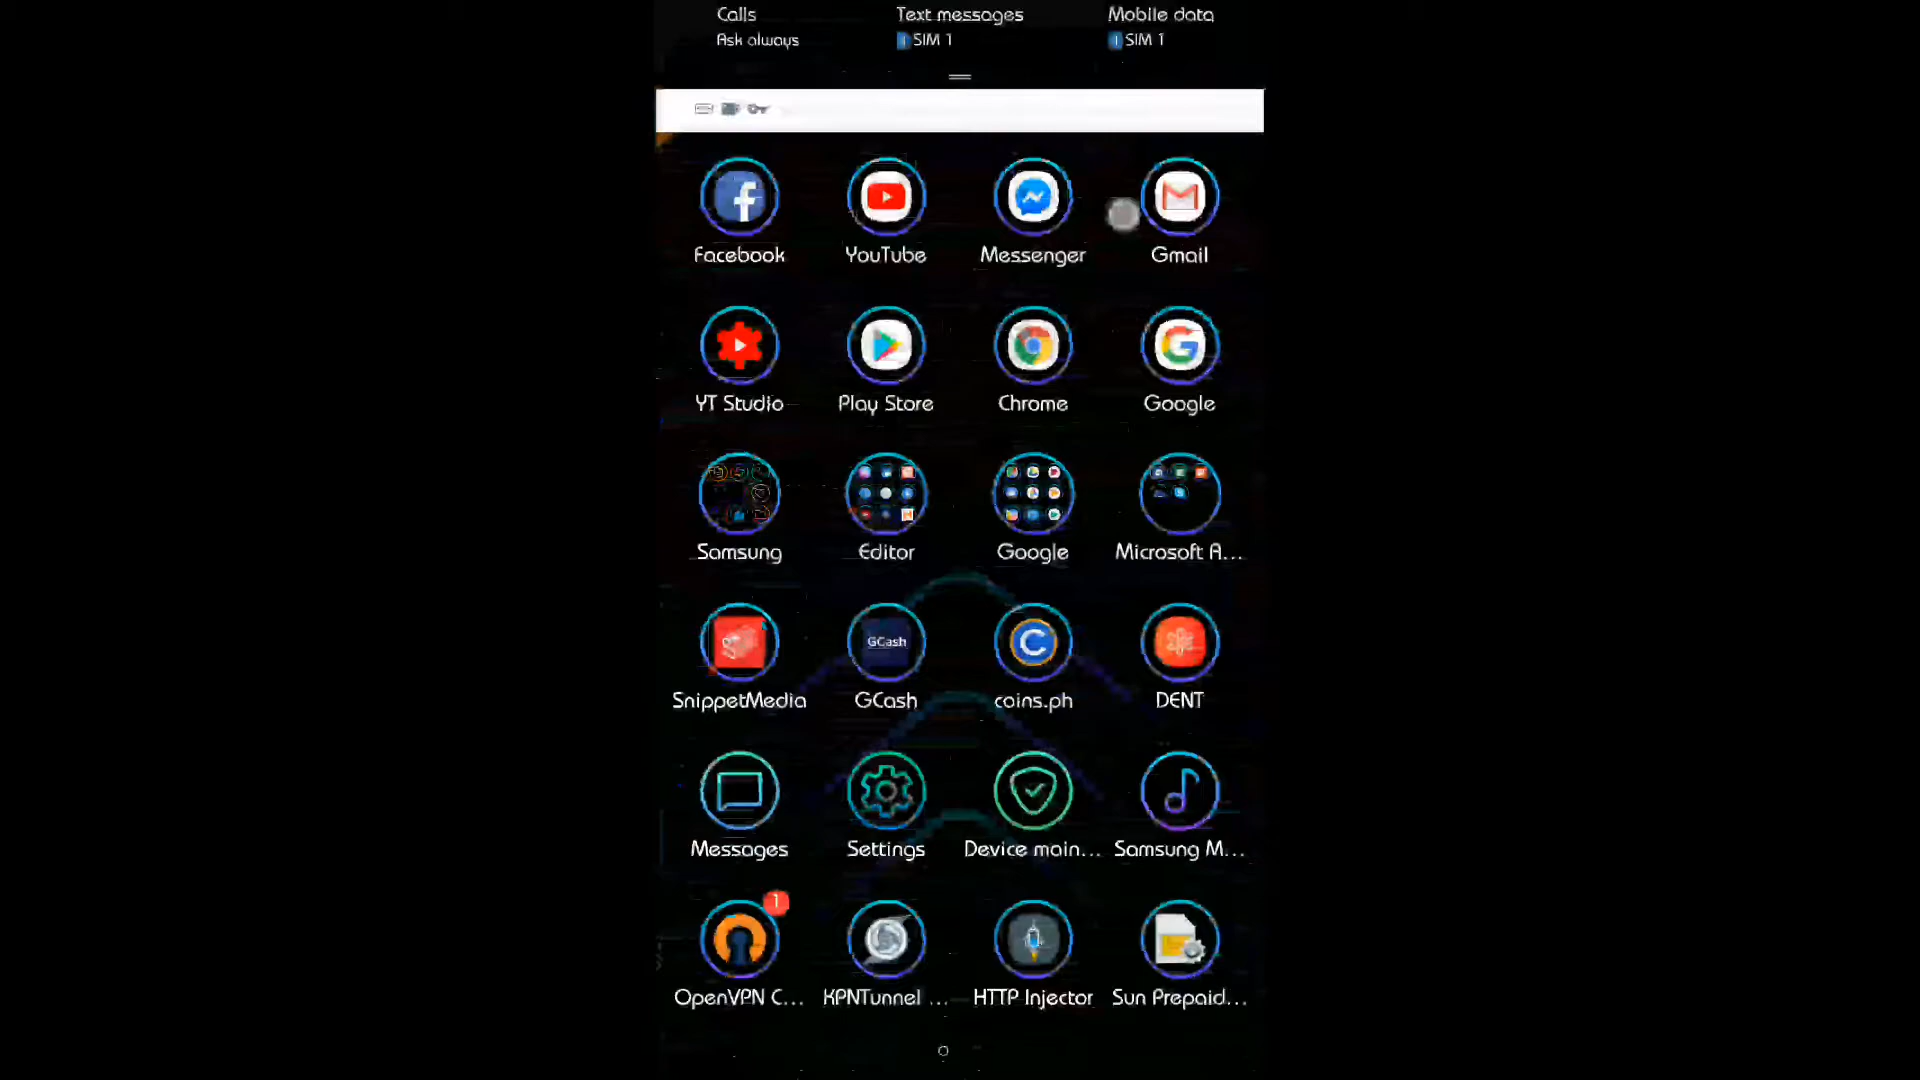 Calls Text messages Mobile data
Ask always SIM 1 SIM 1
Facebook YouTube Messenger Gmail
YT Studio Play Store Chrome Google
Samsung Editor Google Microsoft A...
GCash
SnippetMedia GCash coins.ph DENT
Messages Settings Device main... Samsung M...
1
OpenVPN C... KPNTunnel ... HTTP Injector Sun Prepaid...